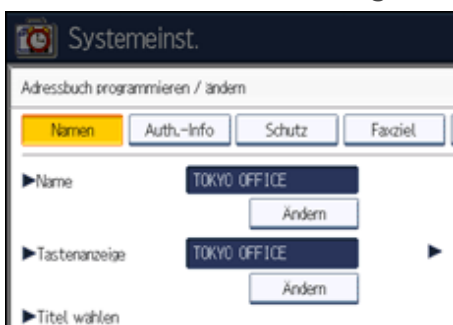 Systemeinst.
Adressbuch programmieren / ändern
Namen Auth.-Info Schutz Faxziel
▶Name TOKYO OFFICE
Ändern
▶Tastenanzeige TOKYO OFFICE ▶
Ändern
▶Titel wählen